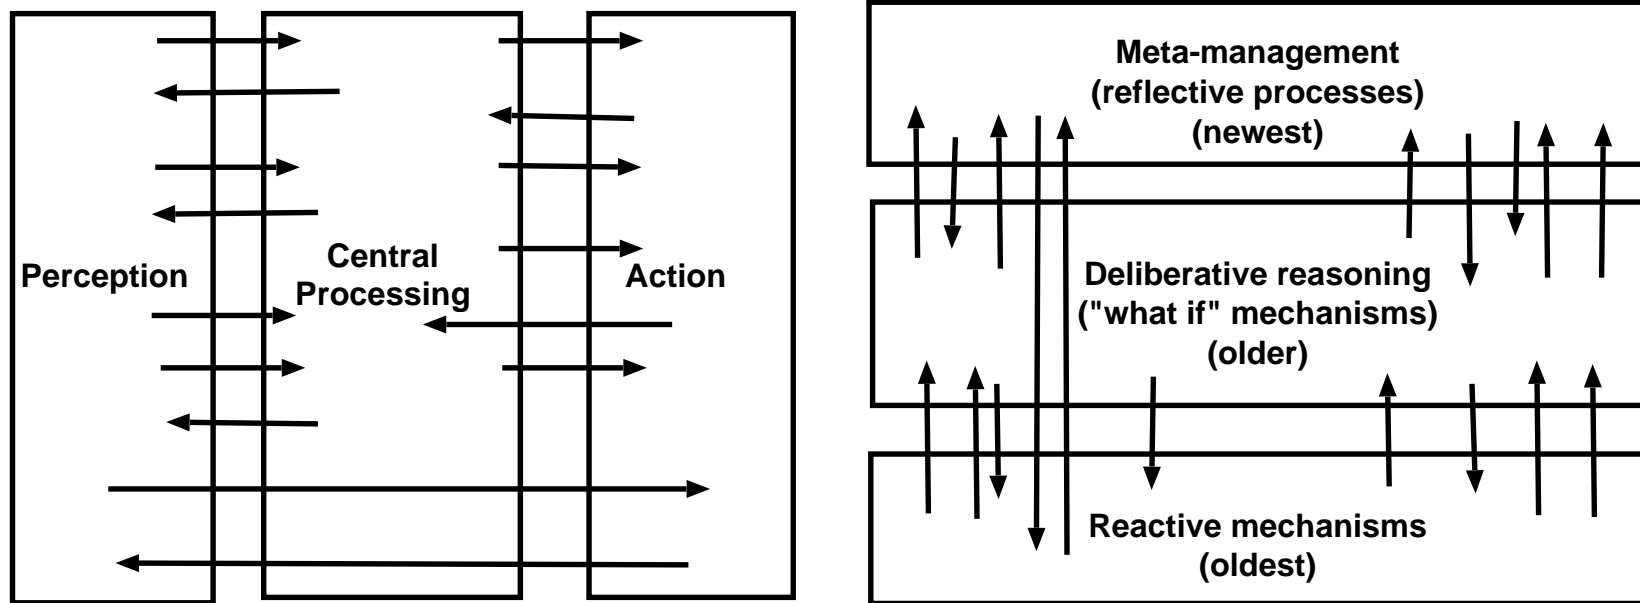 Perception
Central
Processing
Action
Meta-management
(reflective processes)
(newest)
Deliberative reasoning
("what if" mechanisms)
(older)
Reactive mechanisms
(oldest)